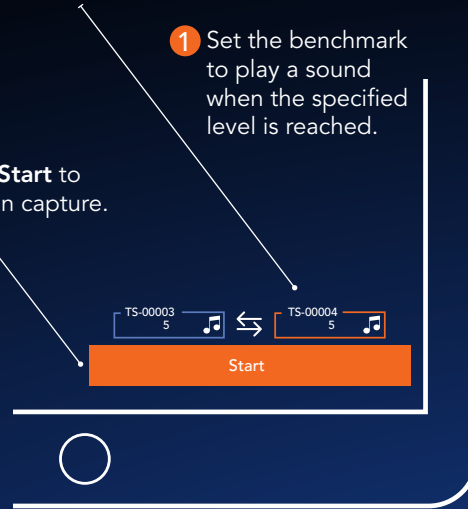 1 Set the benchmark
to play a sound
when the specified
level is reached.
Start to
n capture.
TS-00003
5
TS-00004
5
Start